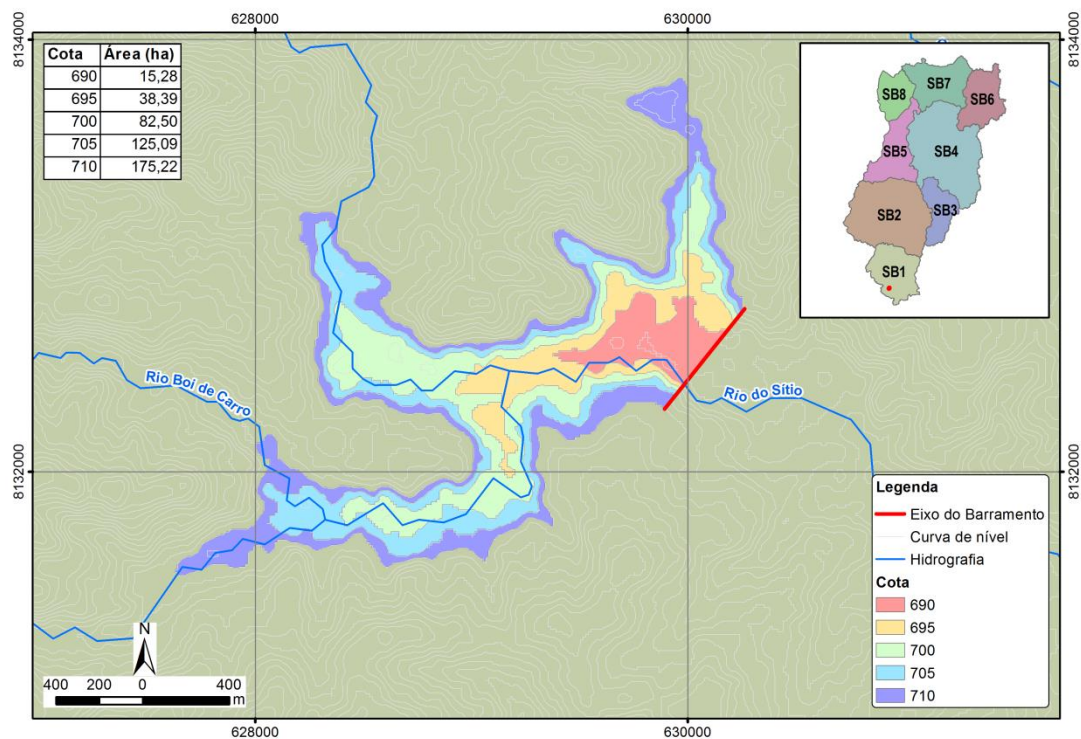 628000
630000
8134000
8134000
Cota Área (ha)
690 15,28
695 38,39
700 82,50
705 125,09
710 175,22
SB8
SB7
SB6
SB5
SB4
SB2
SB3
SB1
Rio Boi de Carro
Rio do Sítio
8132000
8132000
Legenda
Eixo do Barramento
Curva de nível
Hidrografia
Cota
690
695
700
705
710
N
400 200 0 400
m
628000
630000